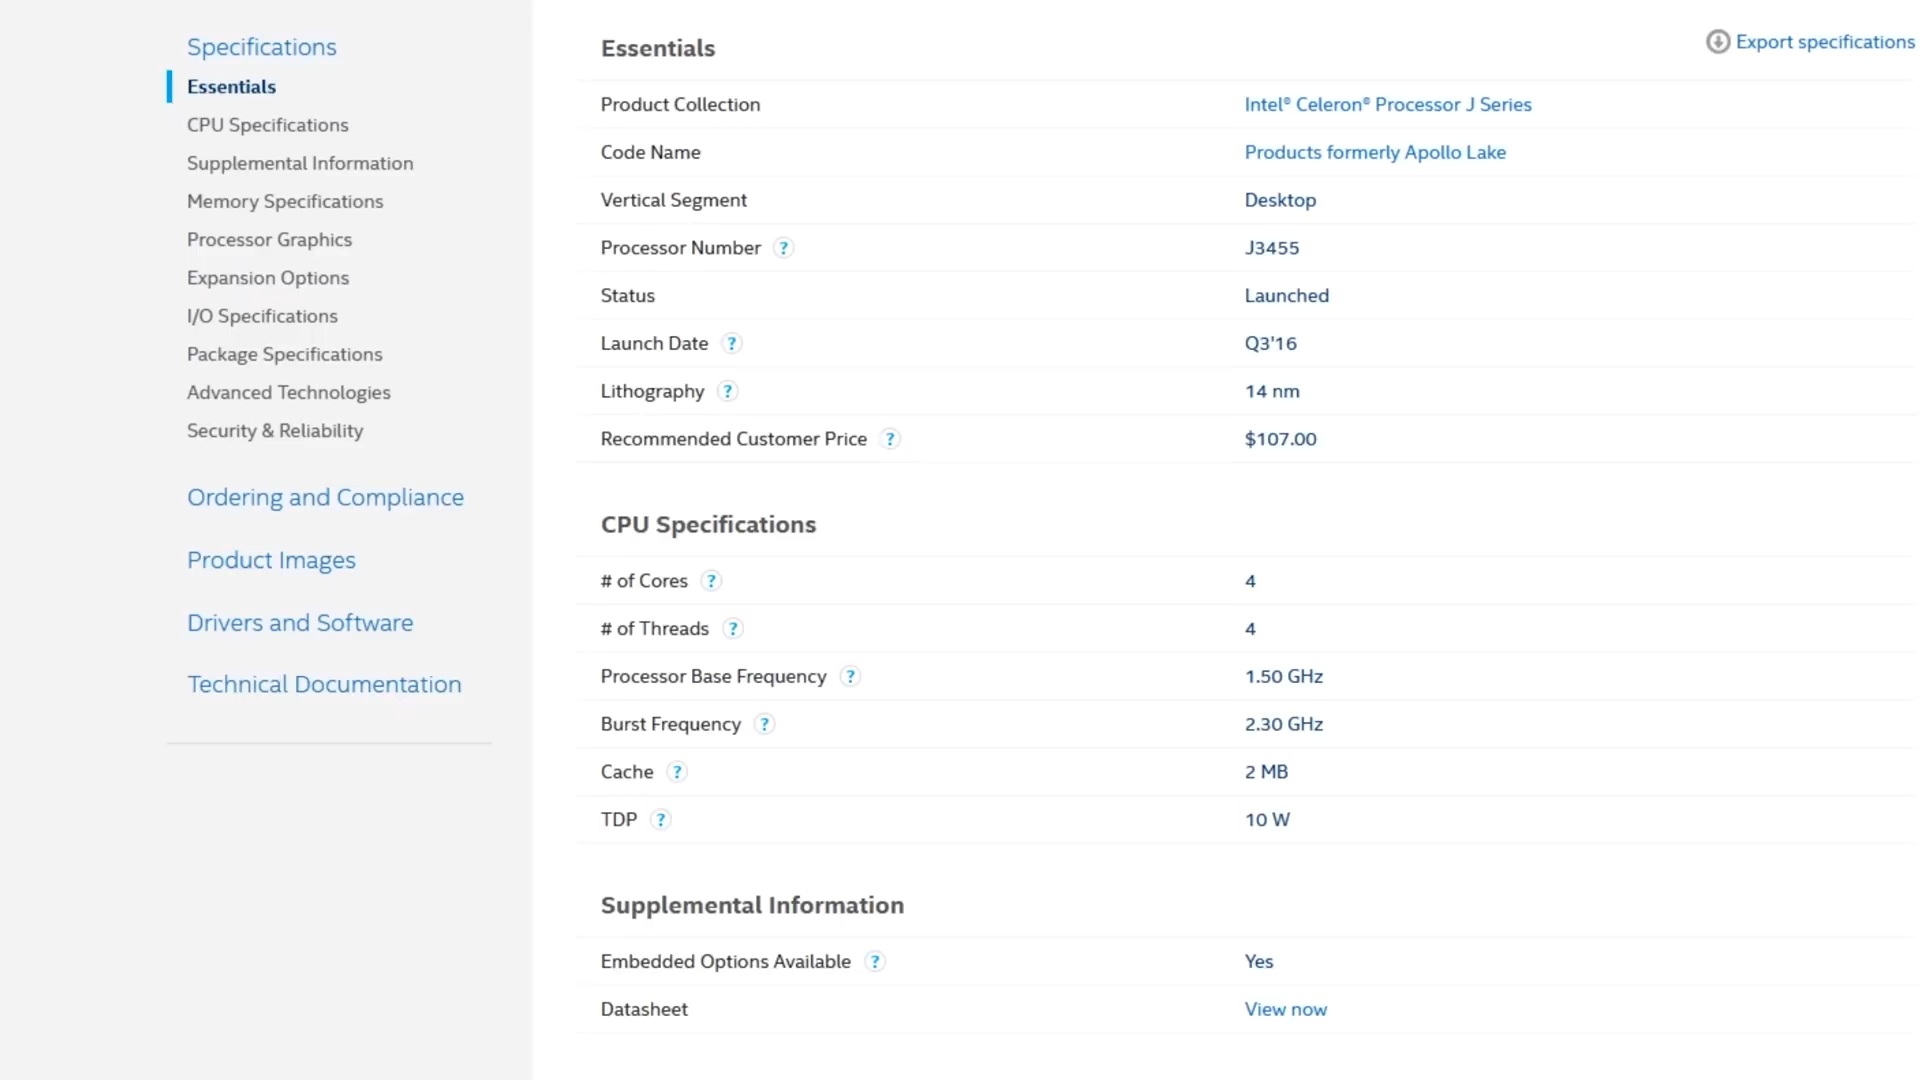 Specifications
Essentials
CPU Specifications
Supplemental Information
Memory Specifications
Processor Graphics
Expansion Options
I/O Specifications
Package Specifications
Advanced Technologies
Security & Reliability
Ordering and Compliance
Product Images
Drivers and Software
Technical Documentation
Essentials
Export specifications
Product Collection Intel® Celeron® Processor J Series
Code Name Products formerly Apollo Lake
Vertical Segment Desktop
Processor Number ? J3455
Status Launched
Launch Date ? Q3'16
Lithography ? 14 nm
Recommended Customer Price ? $107.00
CPU Specifications
# of Cores ? 4
# of Threads ? 4
Processor Base Frequency ? 1.50 GHz
Burst Frequency ? 2.30 GHz
Cache ? 2 MB
TDP ? 10 W
Supplemental Information
Embedded Options Available ? Yes
Datasheet View now